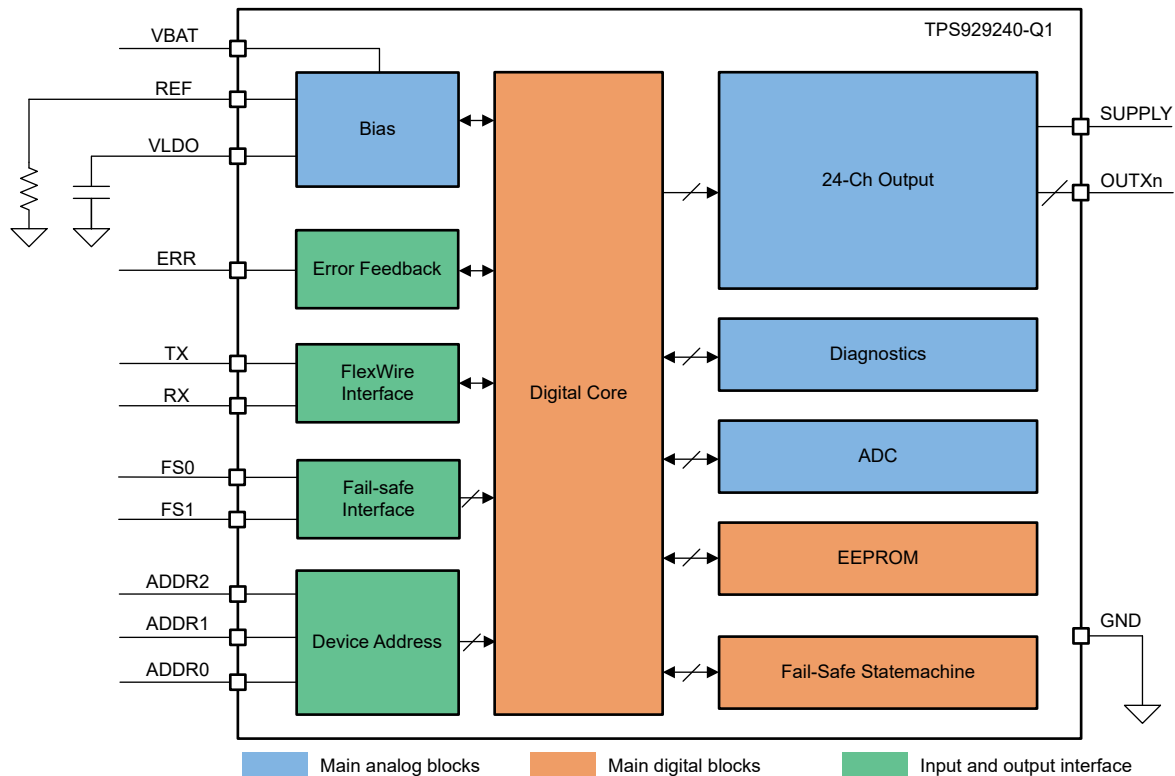 TPS929240-Q1
VBAT
REF
VLDO
ERR
TX
RX
FS0
FS1
ADDR2
ADDR1
ADDR0
Bias
Error Feedback
FlexWire
Interface
Fail-safe
Interface
Device Address
Digital Core
24-Ch Output
Diagnostics
ADC
EEPROM
Fail-Safe Statemachine
SUPPLY
OUTXn
GND
Main analog blocks
Main digital blocks
Input and output interface